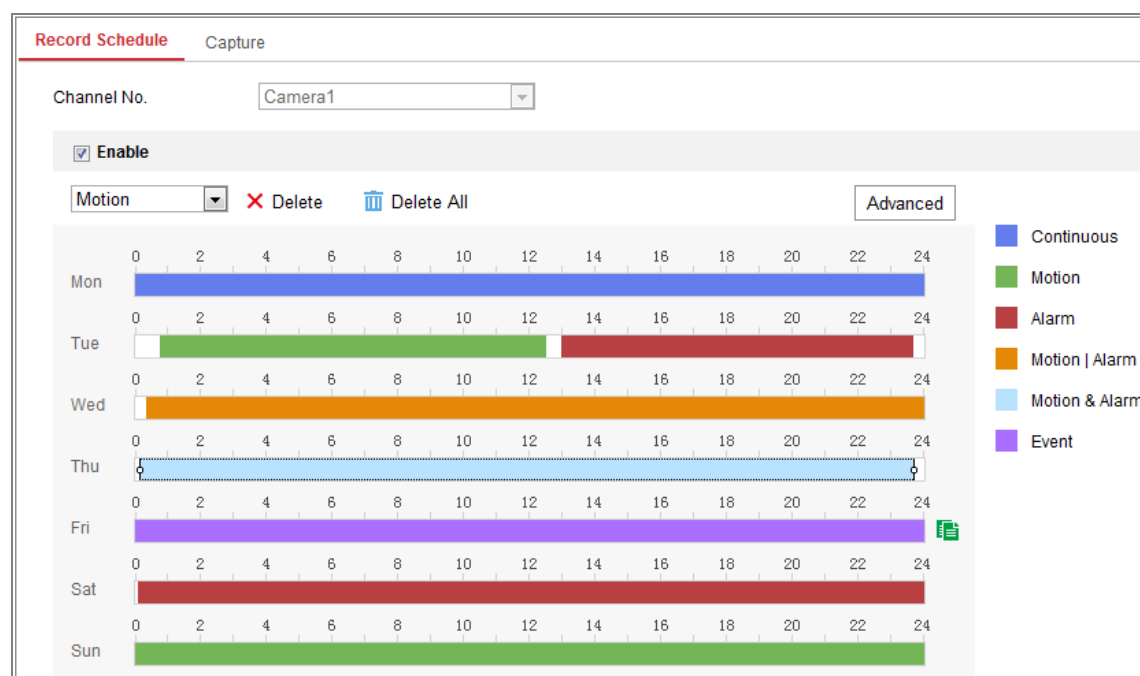 Record Schedule Capture
Channel No. Camera1
Enable
Motion Delete Delete All Advanced
Continuous
Motion
Alarm
Motion | Alarm
Motion & Alarm
Event
0 2 4 6 8 10 12 14 16 18 20 22 24
Mon
0 2 4 6 8 10 12 14 16 18 20 22 24
Tue
0 2 4 6 8 10 12 14 16 18 20 22 24
Wed
0 2 4 6 8 10 12 14 16 18 20 22 24
Thu
0 2 4 6 8 10 12 14 16 18 20 22 24
Fri
0 2 4 6 8 10 12 14 16 18 20 22 24
Sat
0 2 4 6 8 10 12 14 16 18 20 22 24
Sun